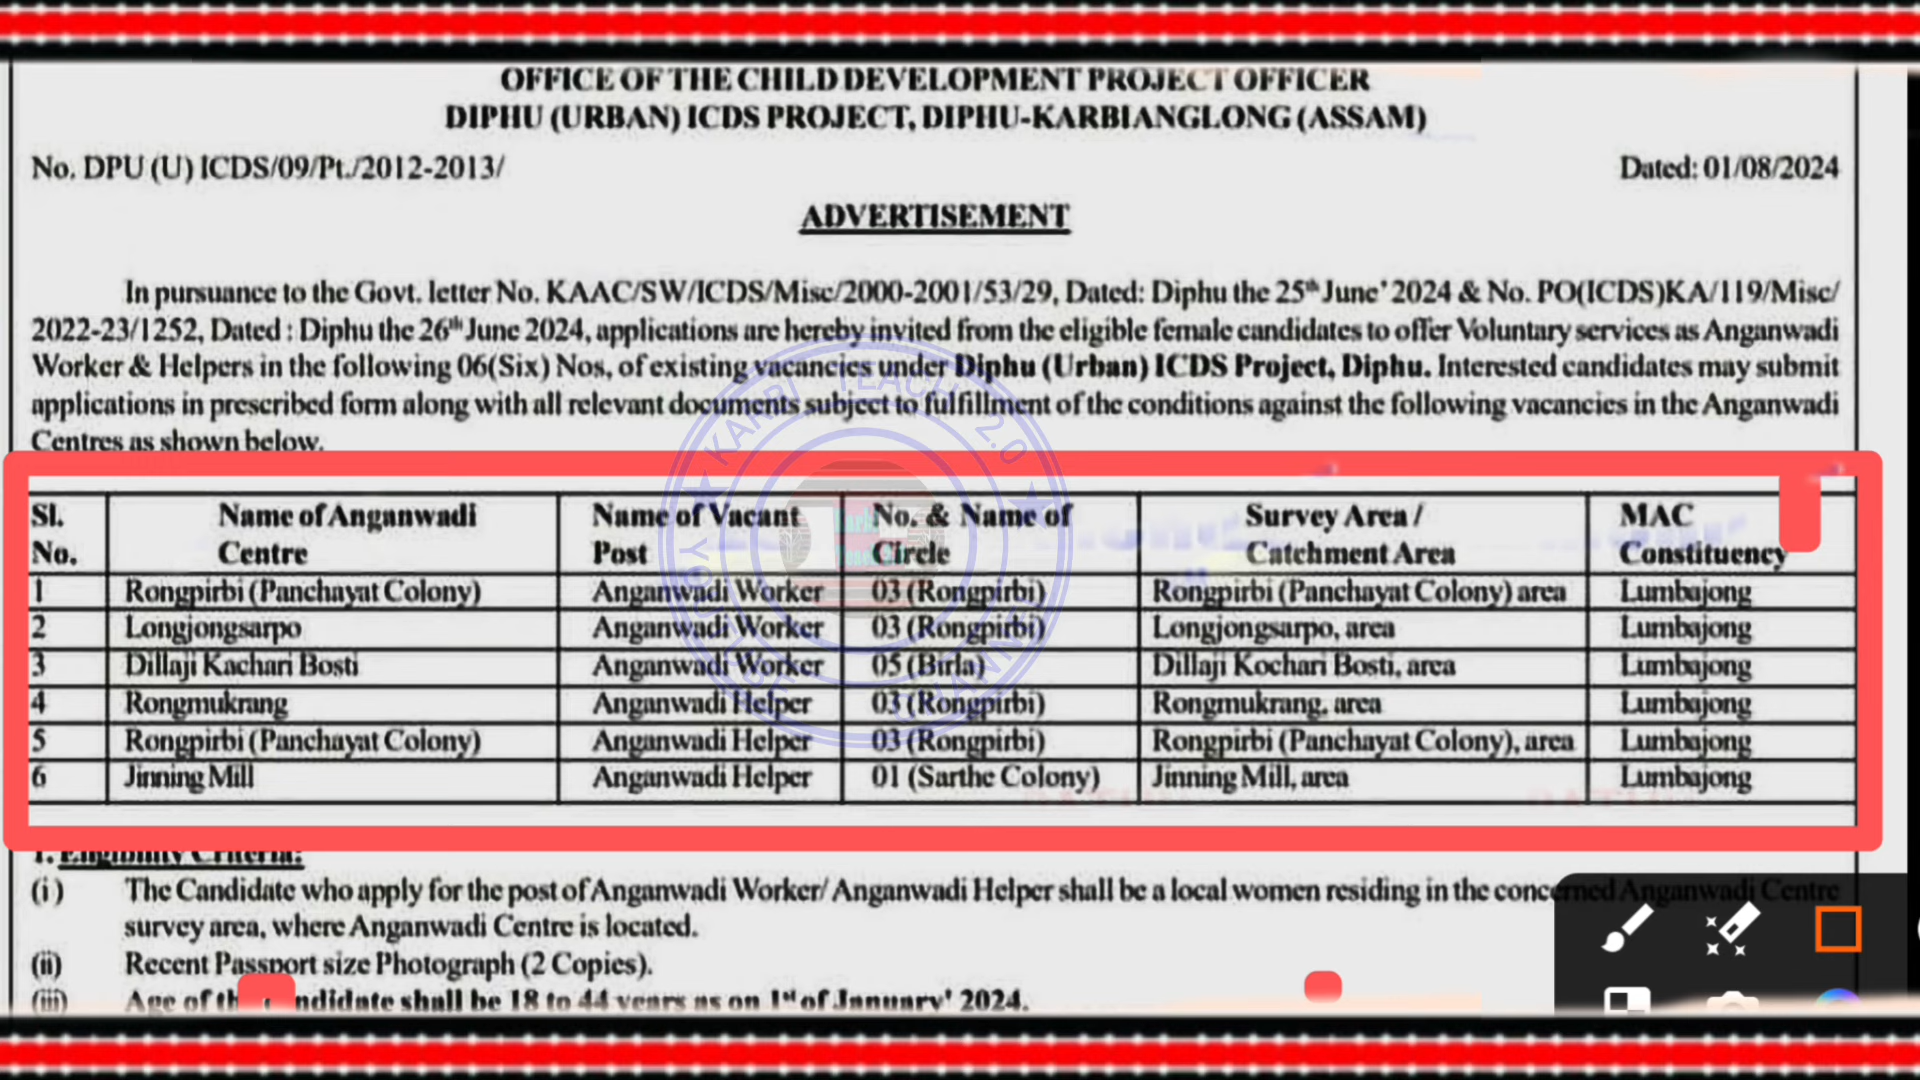 OFFICE OF THE CHILD DEVELOPMENT PROJECT OFFICER
DIPHU (URBAN) ICDS PROJECT, DIPHU-KARBIANGLONG (ASSAM)
No. DPU (U) ICDS/09/Pt./2012-2013/ Dated: 01/08/2024
ADVERTISEMENT
In pursuance to the Govt. letter No. KAAC/SW/ICDS/Misc/2000-2001/53/29, Dated: Diphu the 25th June' 2024 & No. PO(ICDS)KA/119/Misc/
2022-23/1252, Dated : Diphu the 26th June 2024, applications are hereby invited from the eligible female candidates to offer Voluntary services as Anganwadi
Worker & Helpers in the following 06(Six) Nos, of existing vacancies under Diphu (Urban) ICDS Project, Diphu. Interested candidates may submit
applications in prescribed form along with all relevant documents subject to fulfillment of the conditions against the following vacancies in the Anganwadi
Centres as shown below.
Sl. No. Name of Anganwadi Centre Name of Vacant Post No. & Name of Circle Survey Area / Catchment Area MAC Constituency
1 Rongpirbi (Panchayat Colony) Anganwadi Worker 03 (Rongpirbi) Rongpirbi (Panchayat Colony) area Lumbajong
2 Longjongsarpo Anganwadi Worker 03 (Rongpirbi) Longjongsarpo, area Lumbajong
3 Dillaji Kachari Bosti Anganwadi Worker 05 (Birla) Dillaji Kochari Bosti, area Lumbajong
4 Rongmukrang Anganwadi Helper 03 (Rongpirbi) Rongmukrang, area Lumbajong
5 Rongpirbi (Panchayat Colony) Anganwadi Helper 03 (Rongpirbi) Rongpirbi (Panchayat Colony), area Lumbajong
6 Jinning Mill Anganwadi Helper 01 (Sarthe Colony) Jinning Mill, area Lumbajong
1. Eligibility Criteria:
(i) The Candidate who apply for the post of Anganwadi Worker/ Anganwadi Helper shall be a local women residing in the concerned Anganwadi Centre
survey area, where Anganwadi Centre is located.
(ii) Recent Passport size Photograph (2 Copies).
(iii) Age of the candidate shall be 18 to 44 years as on 1st of January' 2024.
KARBI TEACH 2.0
YOUTUBE CHANNEL